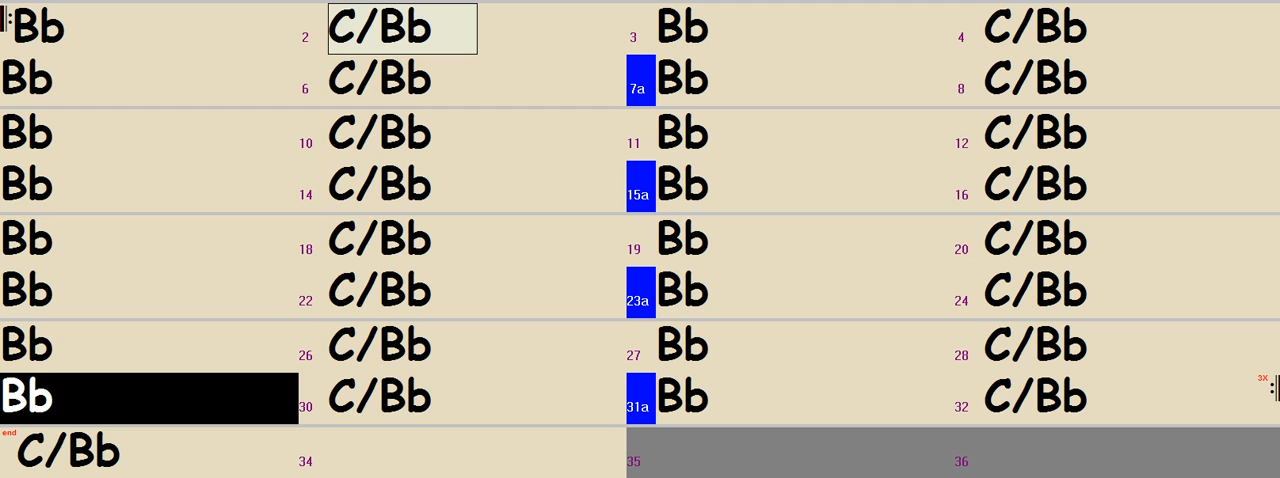 Bb 2 C/Bb 3 Bb 4 C/Bb
Bb 6 C/Bb 7a Bb 8 C/Bb
Bb 10 C/Bb 11 Bb 12 C/Bb
Bb 14 C/Bb 15a Bb 16 C/Bb
Bb 18 C/Bb 19 Bb 20 C/Bb
Bb 22 C/Bb 23a Bb 24 C/Bb
Bb 26 C/Bb 27 Bb 28 C/Bb
Bb 30 C/Bb 31a Bb 32 C/Bb 3X
end C/Bb 34 35 36